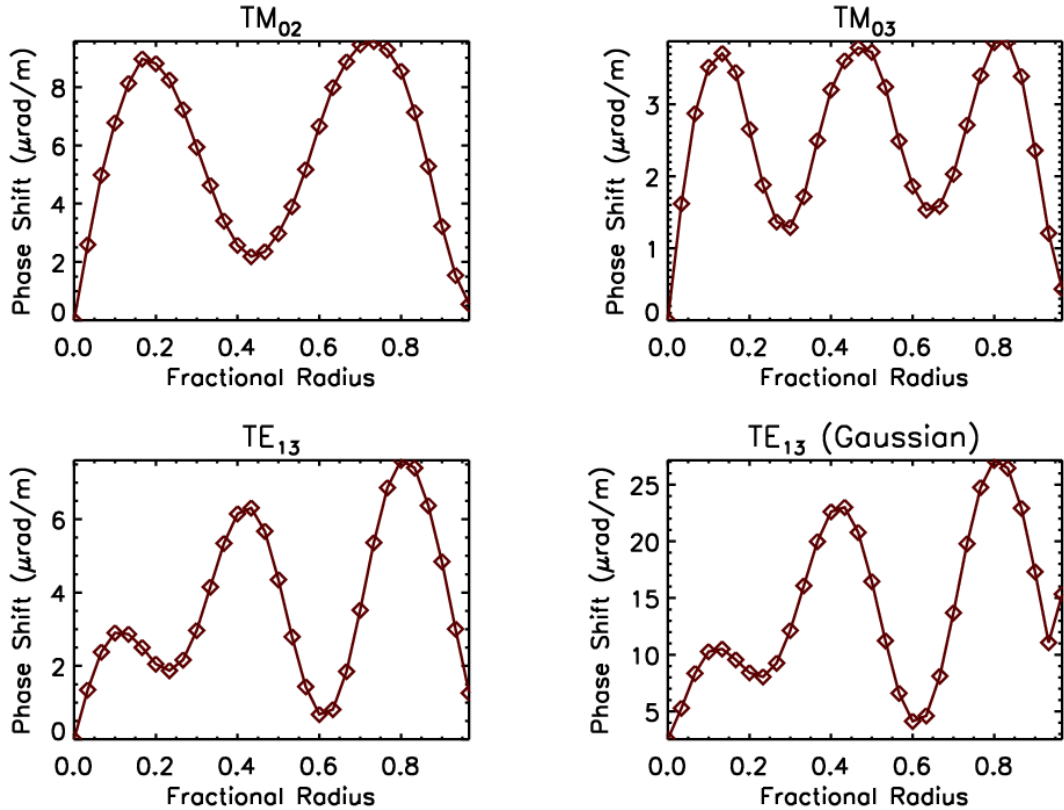 TM02
TM03
Phase Shift (μrad/m)
8
6
4
2
0
0.0 0.2 0.4 0.6 0.8
Fractional Radius
Phase Shift (μrad/m)
3
2
1
0
0.0 0.2 0.4 0.6 0.8
Fractional Radius
TE13
TE13 (Gaussian)
Phase Shift (μrad/m)
6
4
2
0
0.0 0.2 0.4 0.6 0.8
Fractional Radius
Phase Shift (μrad/m)
25
20
15
10
5
0.0 0.2 0.4 0.6 0.8
Fractional Radius